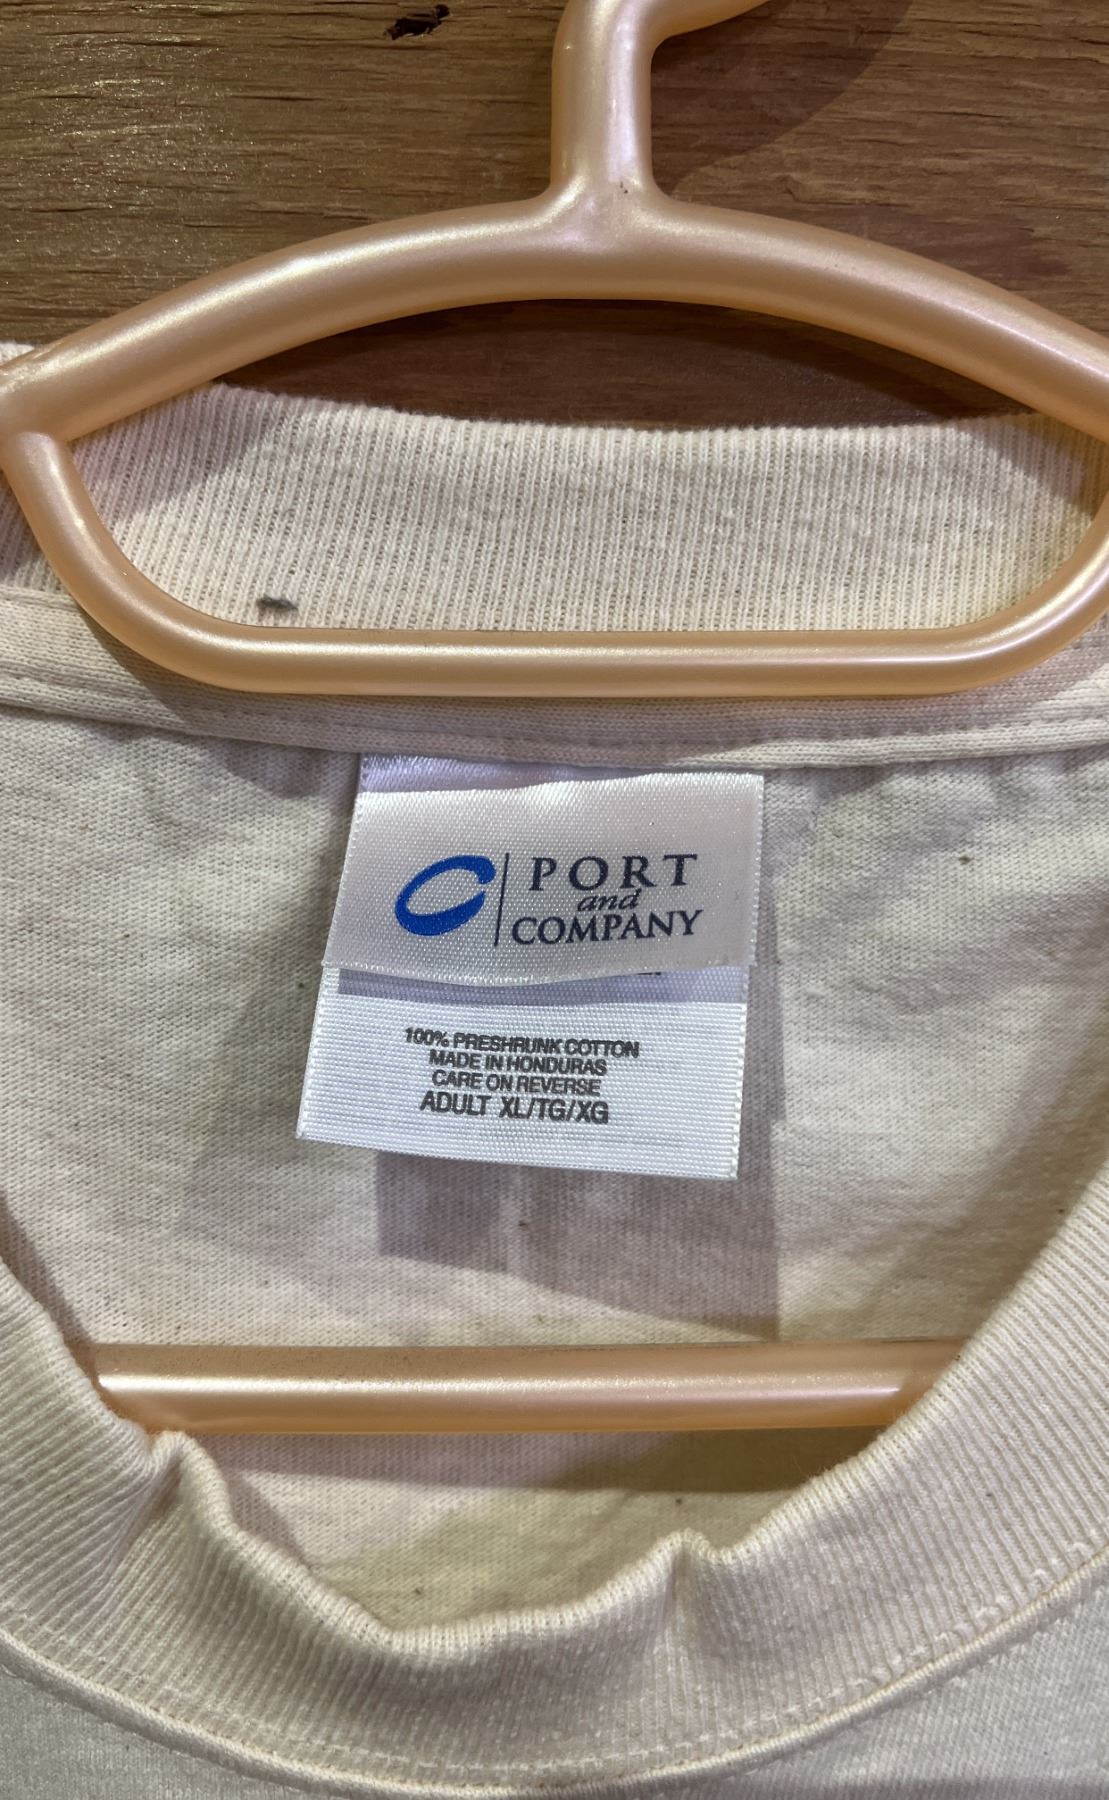 PORT
and
COMPANY
100% PRESHRUNK COTTON
MADE IN HONDURAS
CARE ON REVERSE
ADULT XL/TG/XG